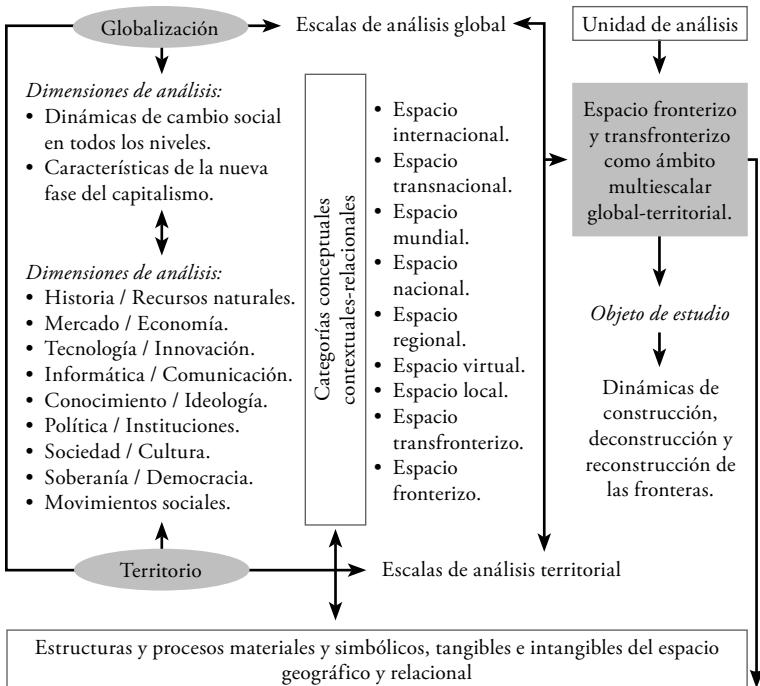 Globalización
Escalas de análisis global
Unidad de análisis
Dimensiones de análisis:
• Dinámicas de cambio social
en todos los niveles.
• Características de la nueva
fase del capitalismo.
Dimensiones de análisis:
• Historia / Recursos naturales.
• Mercado / Economía.
• Tecnología / Innovación.
• Informática / Comunicación.
• Conocimiento / Ideología.
• Política / Instituciones.
• Sociedad / Cultura.
• Soberanía / Democracia.
• Movimientos sociales.
Territorio
Categorías conceptuales
contextuales-relacionales
• Espacio
internacional.
• Espacio
transnacional.
• Espacio
mundial.
• Espacio
nacional.
• Espacio
regional.
• Espacio virtual.
• Espacio local.
• Espacio
transfronterizo.
• Espacio
fronterizo.
Escalas de análisis territorial
Espacio fronterizo
y transfronterizo
como ámbito
multiescalar
global-territorial.
Objeto de estudio
Dinámicas de
construcción,
deconstrucción y
reconstrucción de
las fronteras.
Estructuras y procesos materiales y simbólicos, tangibles e intangibles del espacio
geográfico y relacional